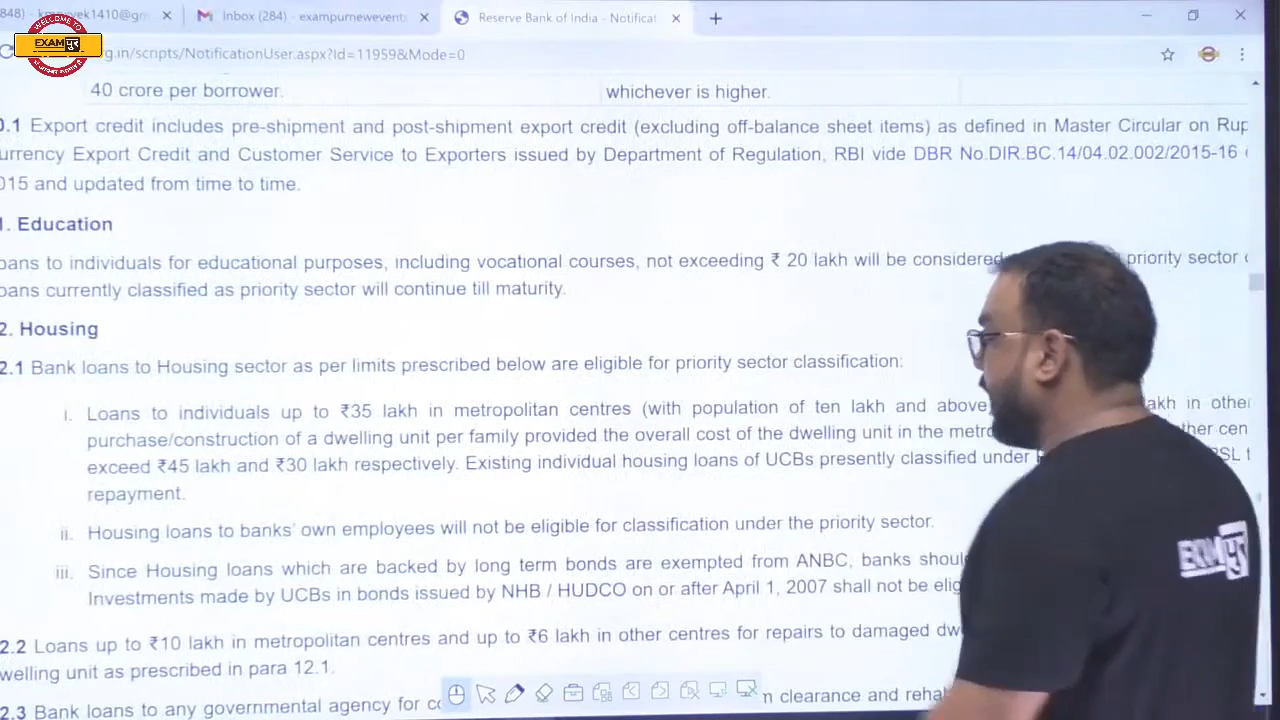 848) - kmpvyek1410@gm
Inbox (284) - exampurnewevent
Reserve Bank of India - Notificat
WELCOME TO
EXAMपुर
rg.in/scripts/NotificationUser.aspx?Id=11959&Mode=0
40 crore per borrower.
whichever is higher.
0.1 Export credit includes pre-shipment and post-shipment export credit (excluding off-balance sheet items) as defined in Master Circular on Rup
urrency Export Credit and Customer Service to Exporters issued by Department of Regulation, RBI vide DBR No.DIR.BC.14/04.02.002/2015-16
015 and updated from time to time.
1. Education
oans to individuals for educational purposes, including vocational courses, not exceeding ₹ 20 lakh will be considered priority sector
oans currently classified as priority sector will continue till maturity.
2. Housing
2.1 Bank loans to Housing sector as per limits prescribed below are eligible for priority sector classification:
i. Loans to individuals up to ₹35 lakh in metropolitan centres (with population of ten lakh and above) akh in other
purchase/construction of a dwelling unit per family provided the overall cost of the dwelling unit in the metro ther cen
exceed ₹45 lakh and ₹30 lakh respectively. Existing individual housing loans of UCBs presently classified under PSL
repayment.
ii. Housing loans to banks' own employees will not be eligible for classification under the priority sector.
iii. Since Housing loans which are backed by long term bonds are exempted from ANBC, banks shoul
Investments made by UCBs in bonds issued by NHB / HUDCO on or after April 1, 2007 shall not be elig
2.2 Loans up to ₹10 lakh in metropolitan centres and up to ₹6 lakh in other centres for repairs to damaged dw
welling unit as prescribed in para 12.1.
2.3 Bank loans to any governmental agency for co n clearance and rehab
EXAMपुर